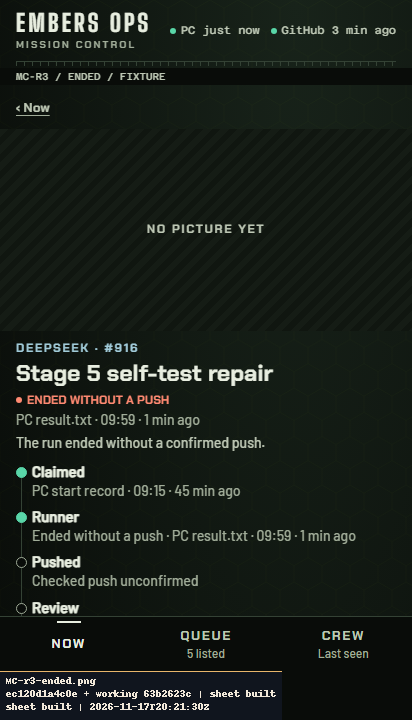 EMBERS OPS
MISSION CONTROL
PC just now
GitHub 3 min ago
MC-R3 / ENDED / FIXTURE
‹ Now
NO PICTURE YET
DEEPSEEK · #916
Stage 5 self-test repair
ENDED WITHOUT A PUSH
PC result.txt · 09:59 · 1 min ago
The run ended without a confirmed push.
Claimed
PC start record · 09:15 · 45 min ago
Runner
Ended without a push · PC result.txt · 09:59 · 1 min ago
Pushed
Checked push unconfirmed
Review
NOW
QUEUE
5 listed
CREW
Last seen
MC-r3-ended.png
ec120d1a4c0e + working 63b2623c | sheet built
sheet built | 2026-11-17T20:21:30Z